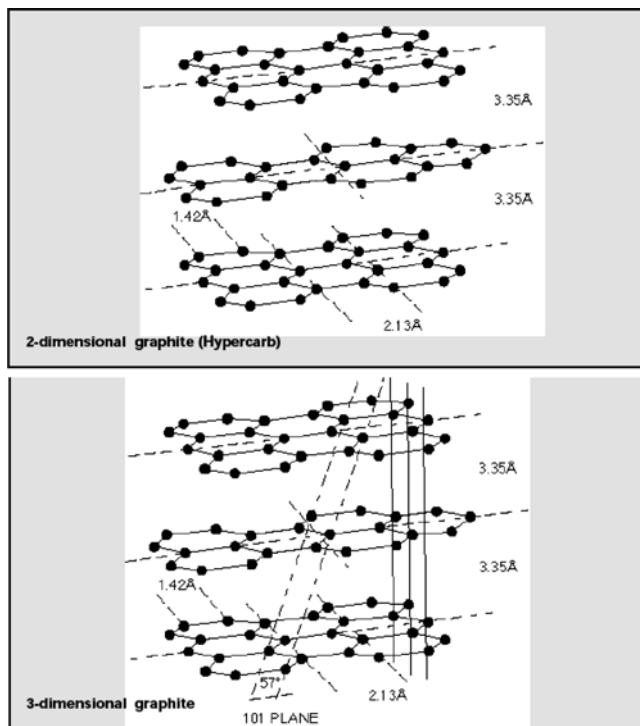 3.35Å
3.35Å
1.42Å
2.13Å
2-dimensional graphite (Hypercarb)
3.35Å
3.35Å
1.42Å
57°
2.13Å
3-dimensional graphite
101 PLANE